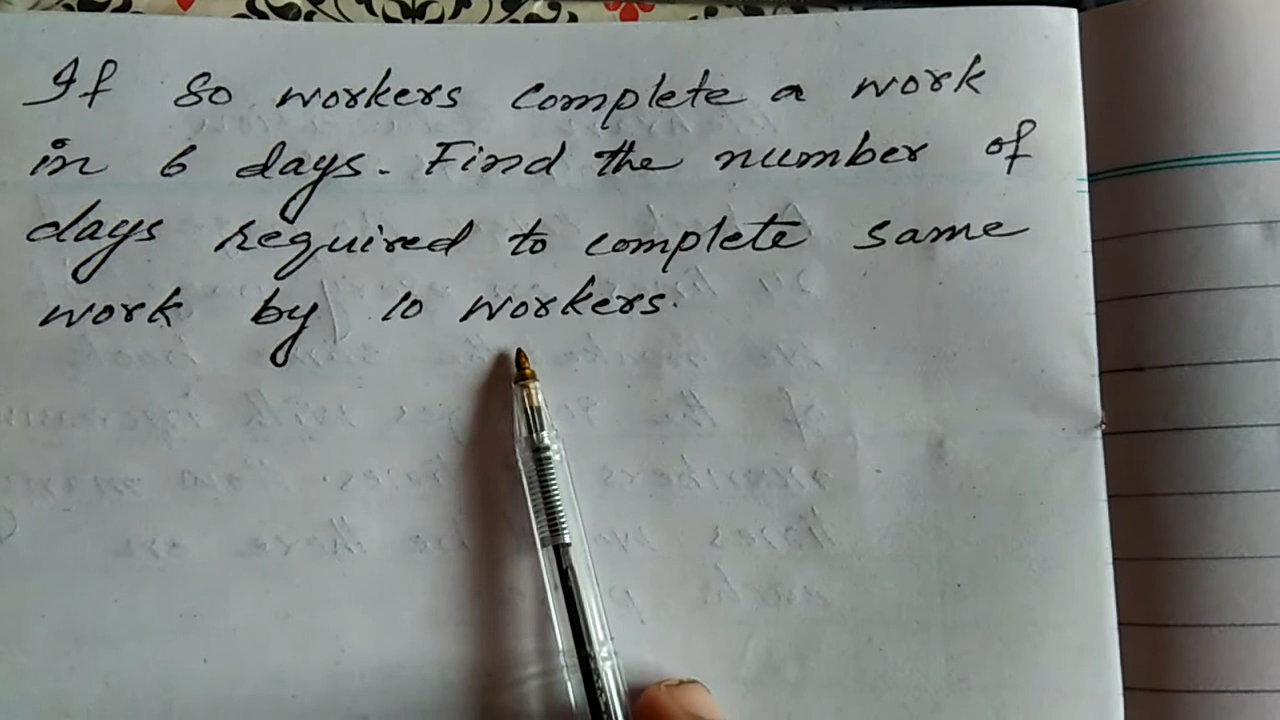 If 80 workers complete a work
in 6 days. Find the number of
days required to complete same
work by 10 workers.